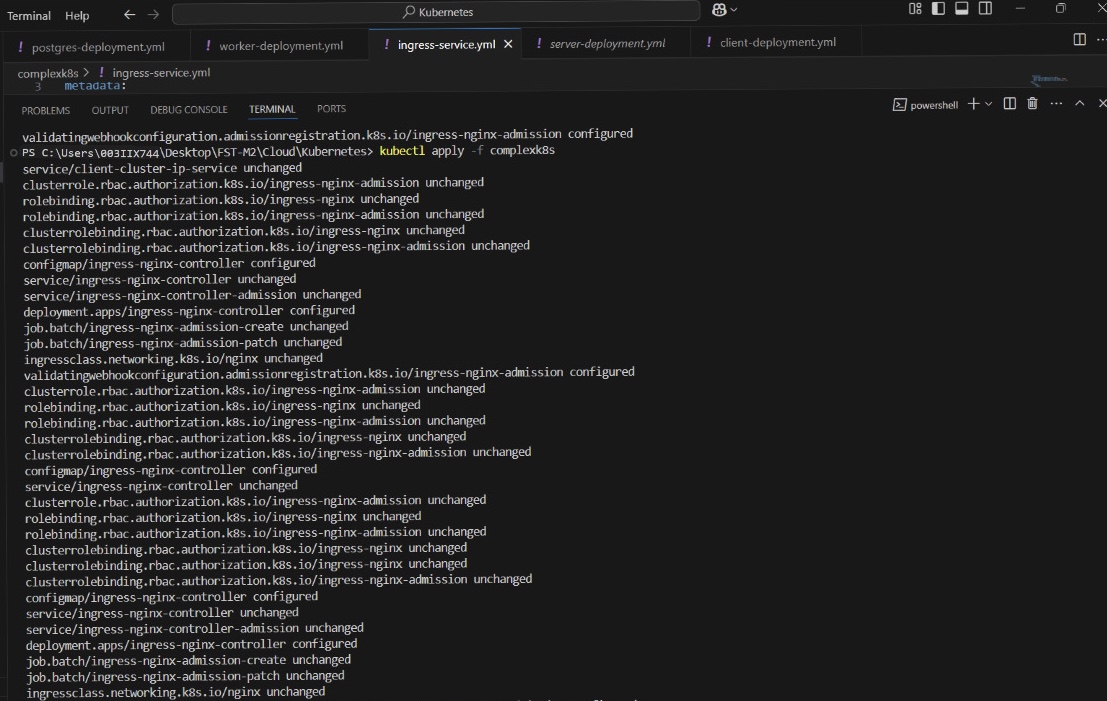 Terminal Help Kubernetes
! postgres-deployment.yml ! worker-deployment.yml ! ingress-service.yml ! server-deployment.yml ! client-deployment.yml
complexk8s > ! ingress-service.yml
3 metadata:
PROBLEMS OUTPUT DEBUG CONSOLE TERMINAL PORTS powershell
validatingwebhookconfiguration.admissionregistration.k8s.io/ingress-nginx-admission configured
PS C:\Users\003IIX744\Desktop\FST-M2\Cloud\Kubernetes> kubectl apply -f complexk8s
service/client-cluster-ip-service unchanged
clusterrole.rbac.authorization.k8s.io/ingress-nginx-admission unchanged
rolebinding.rbac.authorization.k8s.io/ingress-nginx unchanged
rolebinding.rbac.authorization.k8s.io/ingress-nginx-admission unchanged
clusterrolebinding.rbac.authorization.k8s.io/ingress-nginx unchanged
clusterrolebinding.rbac.authorization.k8s.io/ingress-nginx-admission unchanged
configmap/ingress-nginx-controller configured
service/ingress-nginx-controller unchanged
service/ingress-nginx-controller-admission unchanged
deployment.apps/ingress-nginx-controller configured
job.batch/ingress-nginx-admission-create unchanged
job.batch/ingress-nginx-admission-patch unchanged
ingressclass.networking.k8s.io/nginx unchanged
validatingwebhookconfiguration.admissionregistration.k8s.io/ingress-nginx-admission configured
clusterrole.rbac.authorization.k8s.io/ingress-nginx-admission unchanged
rolebinding.rbac.authorization.k8s.io/ingress-nginx unchanged
rolebinding.rbac.authorization.k8s.io/ingress-nginx-admission unchanged
clusterrolebinding.rbac.authorization.k8s.io/ingress-nginx unchanged
clusterrolebinding.rbac.authorization.k8s.io/ingress-nginx-admission unchanged
configmap/ingress-nginx-controller configured
service/ingress-nginx-controller unchanged
clusterrole.rbac.authorization.k8s.io/ingress-nginx-admission unchanged
rolebinding.rbac.authorization.k8s.io/ingress-nginx unchanged
rolebinding.rbac.authorization.k8s.io/ingress-nginx-admission unchanged
clusterrolebinding.rbac.authorization.k8s.io/ingress-nginx unchanged
clusterrolebinding.rbac.authorization.k8s.io/ingress-nginx unchanged
clusterrolebinding.rbac.authorization.k8s.io/ingress-nginx-admission unchanged
configmap/ingress-nginx-controller configured
service/ingress-nginx-controller unchanged
service/ingress-nginx-controller-admission unchanged
deployment.apps/ingress-nginx-controller configured
job.batch/ingress-nginx-admission-create unchanged
job.batch/ingress-nginx-admission-patch unchanged
ingressclass.networking.k8s.io/nginx unchanged